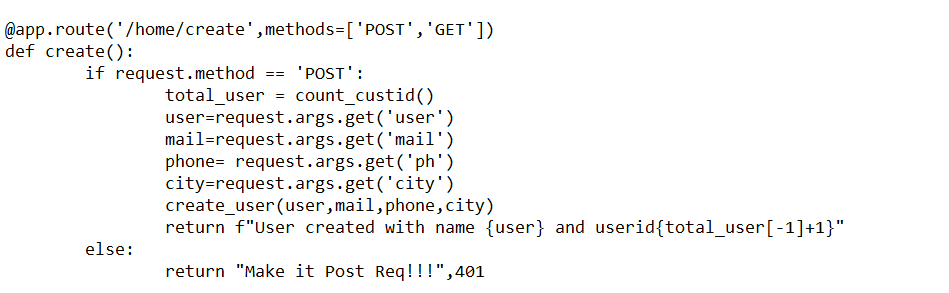 @app.route('/home/create',methods=['POST','GET'])
def create():
        if request.method == 'POST':
                total_user = count_custid()
                user=request.args.get('user')
                mail=request.args.get('mail')
                phone= request.args.get('ph')
                city=request.args.get('city')
                create_user(user,mail,phone,city)
                return f"User created with name {user} and userid{total_user[-1]+1}"
        else:
                return "Make it Post Req!!!",401